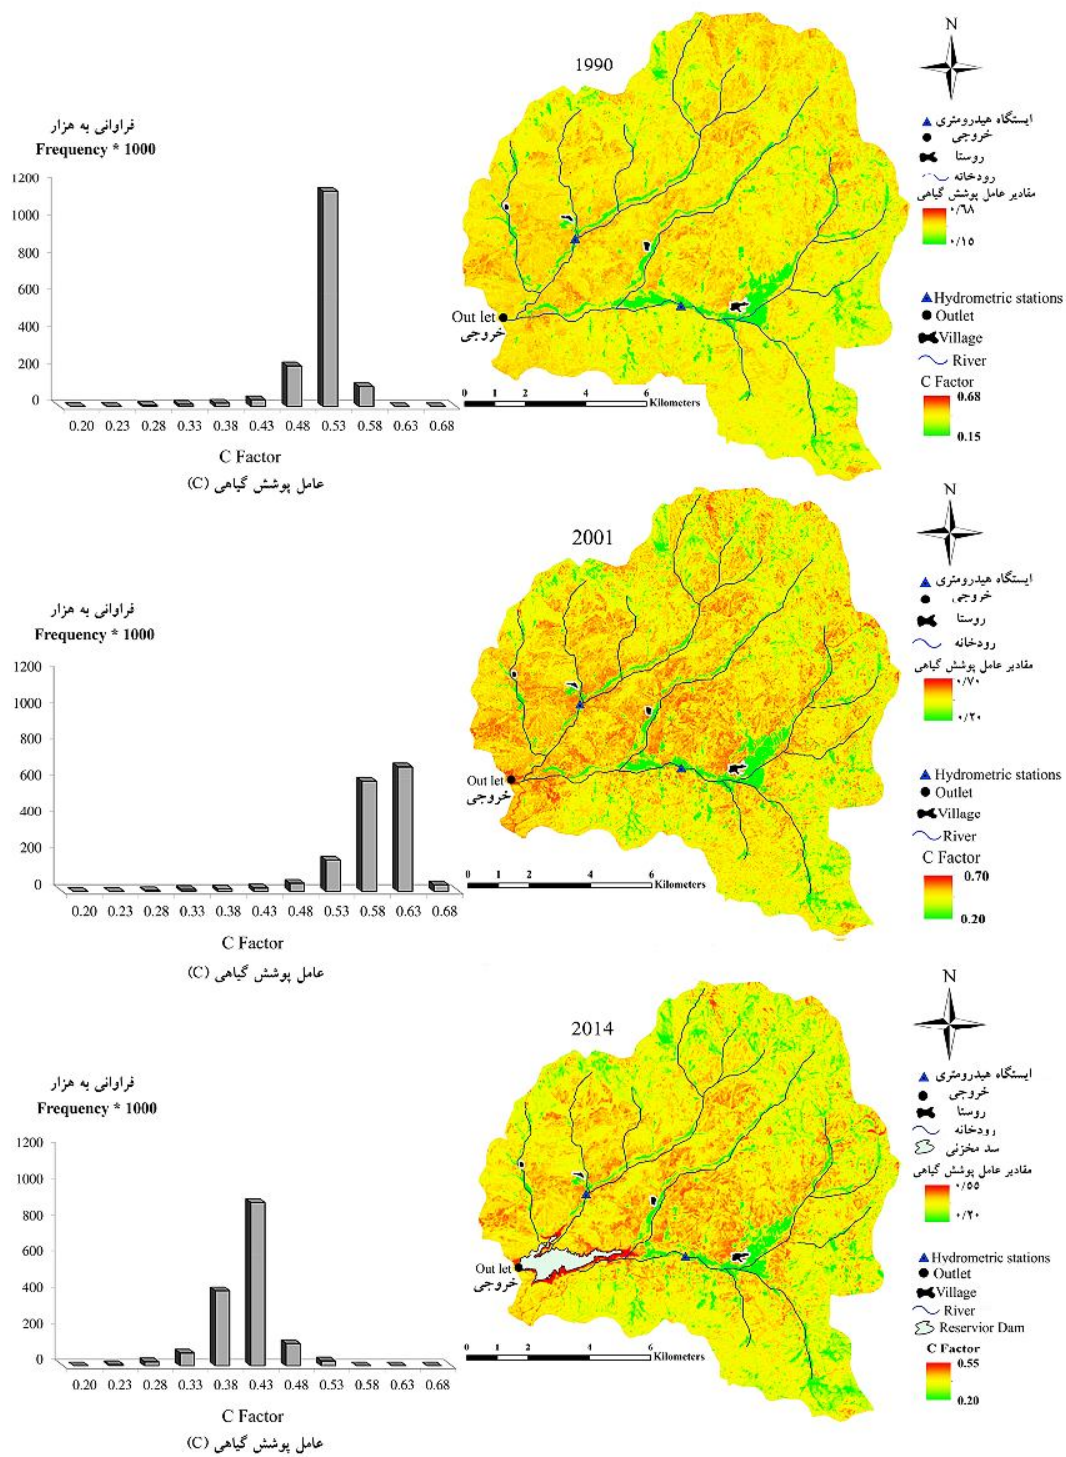 1990
N
ایستگاه هیدرومتری
خروجی
روستا
رودخانه
مقادیر عامل پوشش گیاهی
۰/۶۸
۰/۱۵
Hydrometric stations
Outlet
Village
River
C Factor
0.68
0.15
فراوانی به هزار
Frequency * 1000
1200
1000
800
600
400
200
0
0.20 0.23 0.28 0.33 0.38 0.43 0.48 0.53 0.58 0.63 0.68
C Factor
عامل پوشش گیاهی (C)
Out let
خروجی
0 1 2 4 6
Kilometers
2001
N
ایستگاه هیدرومتری
خروجی
روستا
رودخانه
مقادیر عامل پوشش گیاهی
۰/۷۰
۰/۲۰
Hydrometric stations
Outlet
Village
River
C Factor
0.70
0.20
فراوانی به هزار
Frequency * 1000
1200
1000
800
600
400
200
0
0.20 0.23 0.28 0.33 0.38 0.43 0.48 0.53 0.58 0.63 0.68
C Factor
عامل پوشش گیاهی (C)
Out let
خروجی
0 1 2 4 6
Kilometers
2014
N
ایستگاه هیدرومتری
خروجی
روستا
رودخانه
سد مخزنی
مقادیر عامل پوشش گیاهی
۰/۵۵
۰/۲۰
Hydrometric stations
Outlet
Village
River
Reservior Dam
C Factor
0.55
0.20
فراوانی به هزار
Frequency * 1000
1200
1000
800
600
400
200
0
0.20 0.23 0.28 0.33 0.38 0.43 0.48 0.53 0.58 0.63 0.68
C Factor
عامل پوشش گیاهی (C)
Out let
خروجی
0 1 2 4 6
Kilometers